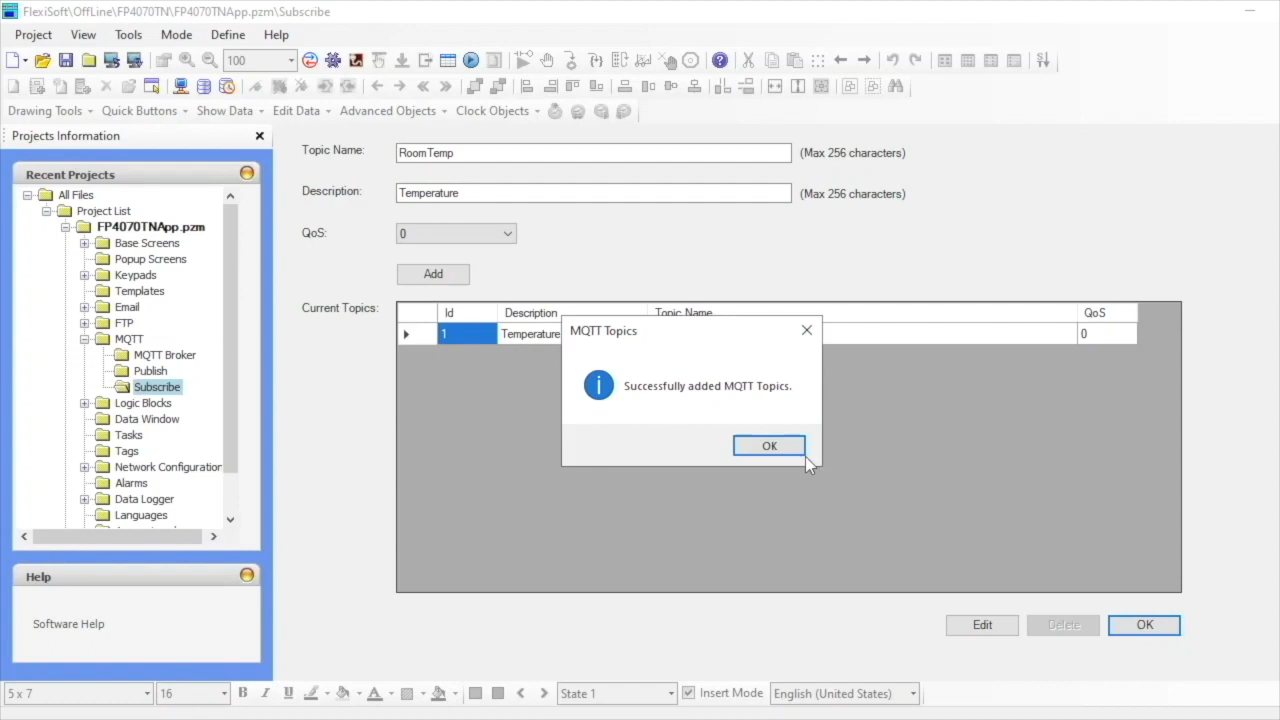 FlexiSoft\OffLine\FP4070TN\FP4070TNApp.pzm\Subscribe
Project View Tools Mode Define Help
100
Drawing Tools Quick Buttons Show Data Edit Data Advanced Objects Clock Objects
Projects Information
Recent Projects
All Files
Project List
FP4070TNApp.pzm
Base Screens
Popup Screens
Keypads
Templates
Email
FTP
MQTT
MQTT Broker
Publish
Subscribe
Logic Blocks
Data Window
Tasks
Tags
Network Configuration
Alarms
Data Logger
Languages
Help
Software Help
Topic Name: RoomTemp (Max 256 characters)
Description: Temperature (Max 256 characters)
QoS: 0
Add
Current Topics:
Id Description Topic Name QoS
1 Temperature 0
MQTT Topics
Successfully added MQTT Topics.
OK
Edit Delete OK
5 x 7 16 B I U State 1 Insert Mode English (United States)